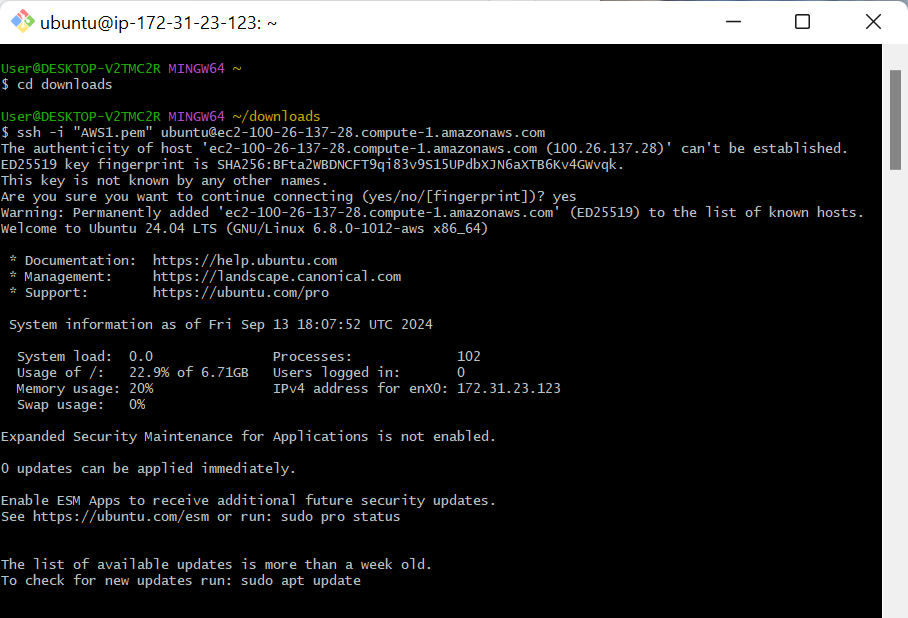 ubuntu@ip-172-31-23-123: ~
User@DESKTOP-V2TMC2R MINGW64 ~
$ cd downloads
User@DESKTOP-V2TMC2R MINGW64 ~/downloads
$ ssh -i "AWS1.pem" ubuntu@ec2-100-26-137-28.compute-1.amazonaws.com
The authenticity of host 'ec2-100-26-137-28.compute-1.amazonaws.com (100.26.137.28)' can't be established.
ED25519 key fingerprint is SHA256:BFta2WBDNCFT9qi83v9S15UPdbXJN6aXTB6Kv4GWvqk.
This key is not known by any other names.
Are you sure you want to continue connecting (yes/no/[fingerprint])? yes
Warning: Permanently added 'ec2-100-26-137-28.compute-1.amazonaws.com' (ED25519) to the list of known hosts.
Welcome to Ubuntu 24.04 LTS (GNU/Linux 6.8.0-1012-aws x86_64)
* Documentation:  https://help.ubuntu.com
* Management:     https://landscape.canonical.com
* Support:        https://ubuntu.com/pro
System information as of Fri Sep 13 18:07:52 UTC 2024
System load:  0.0               Processes:             102
Usage of /:   22.9% of 6.71GB   Users logged in:       0
Memory usage: 20%               IPv4 address for enX0: 172.31.23.123
Swap usage:   0%
Expanded Security Maintenance for Applications is not enabled.
0 updates can be applied immediately.
Enable ESM Apps to receive additional future security updates.
See https://ubuntu.com/esm or run: sudo pro status
The list of available updates is more than a week old.
To check for new updates run: sudo apt update